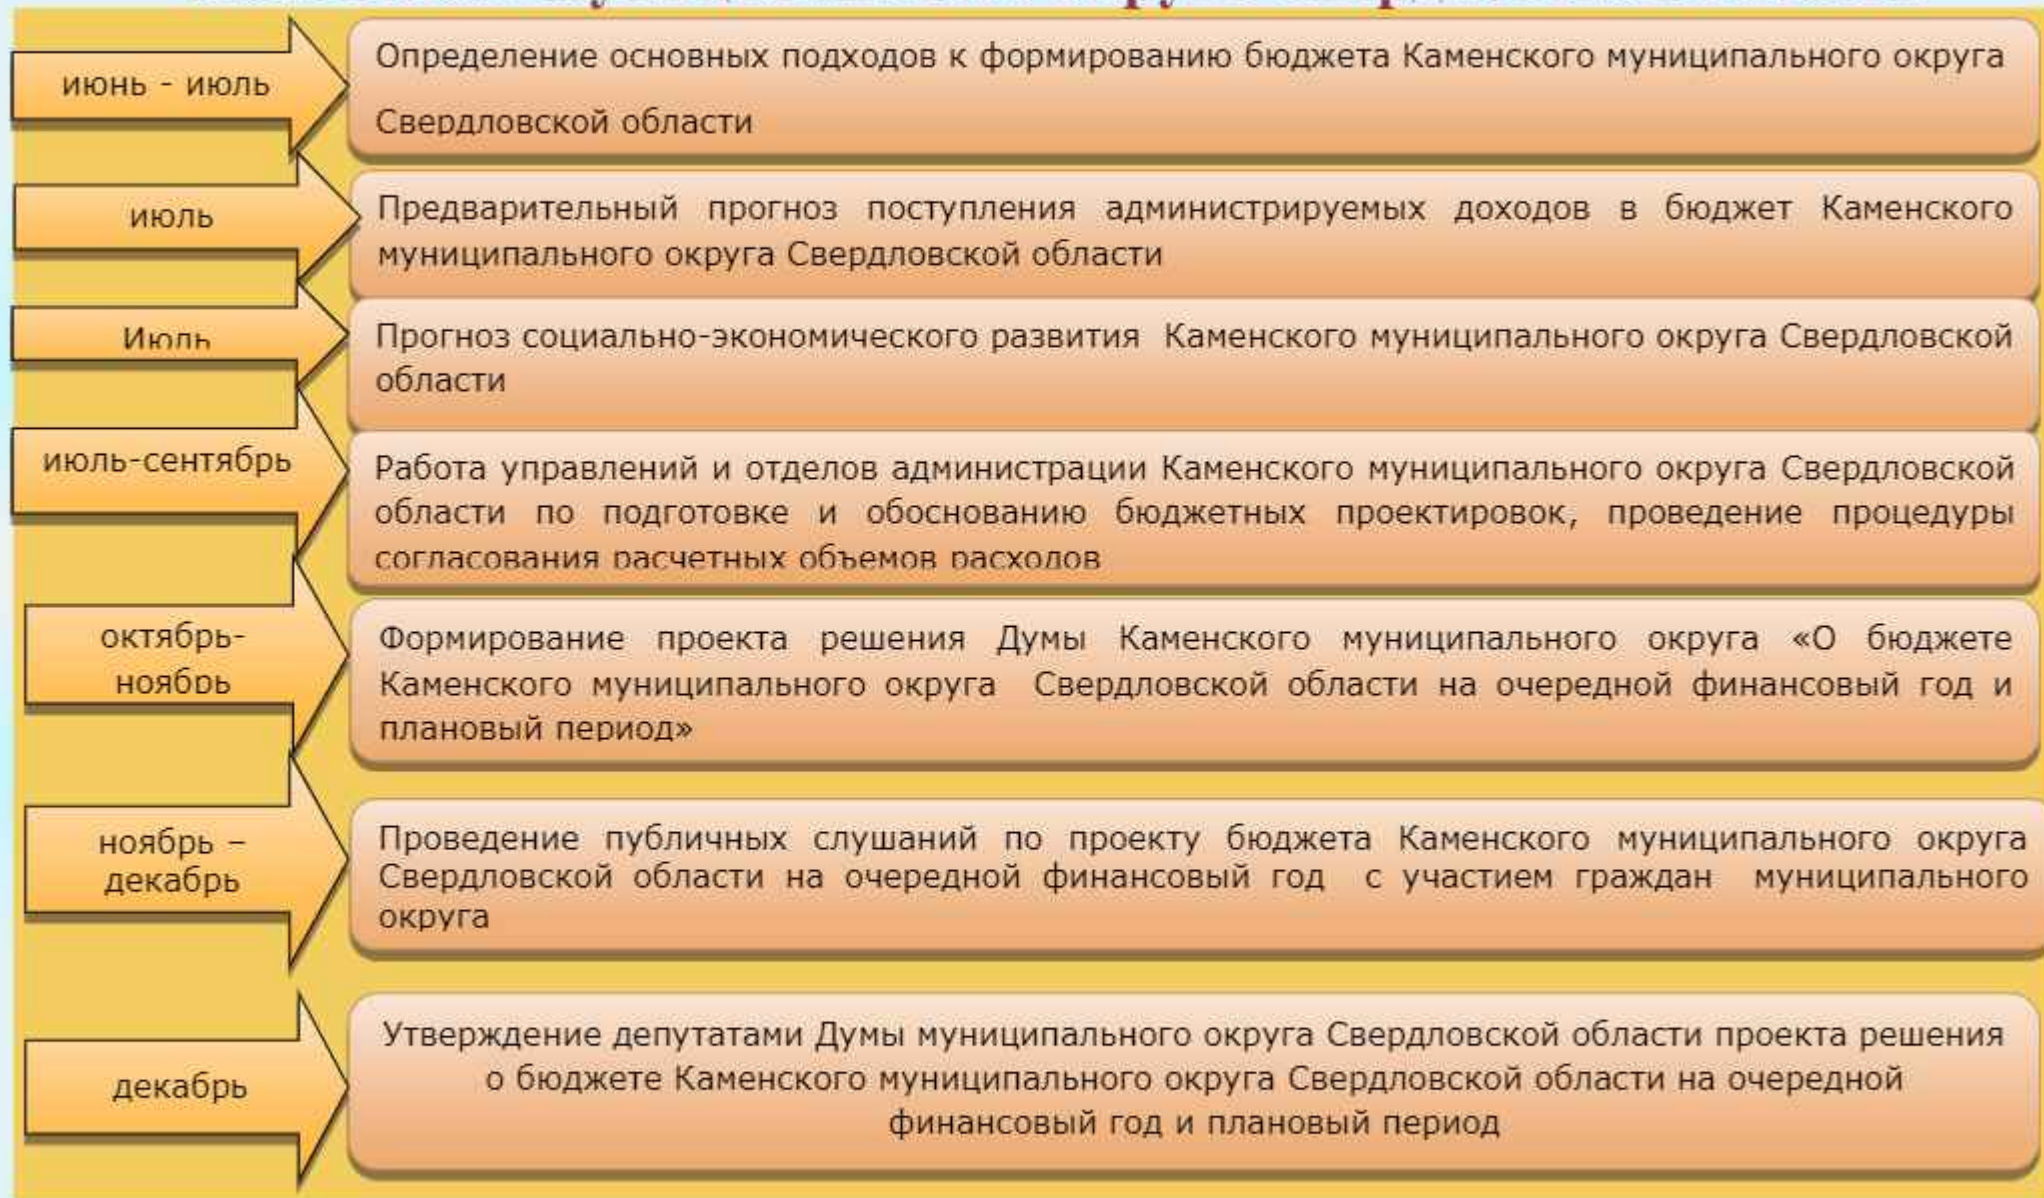 июнь - июль
Определение основных подходов к формированию бюджета Каменского муниципального округа
Свердловской области
июль
Предварительный прогноз поступления администрируемых доходов в бюджет Каменского
муниципального округа Свердловской области
Июль
Прогноз социально-экономического развития Каменского муниципального округа Свердловской
области
июль-сентябрь
Работа управлений и отделов администрации Каменского муниципального округа Свердловской
области по подготовке и обоснованию бюджетных проектировок, проведение процедуры
согласования расчетных объемов расходов
октябрь-
ноябрь
Формирование проекта решения Думы Каменского муниципального округа «О бюджете
Каменского муниципального округа Свердловской области на очередной финансовый год и
плановый период»
ноябрь –
декабрь
Проведение публичных слушаний по проекту бюджета Каменского муниципального округа
Свердловской области на очередной финансовый год с участием граждан муниципального
округа
декабрь
Утверждение депутатами Думы муниципального округа Свердловской области проекта решения
о бюджете Каменского муниципального округа Свердловской области на очередной
финансовый год и плановый период